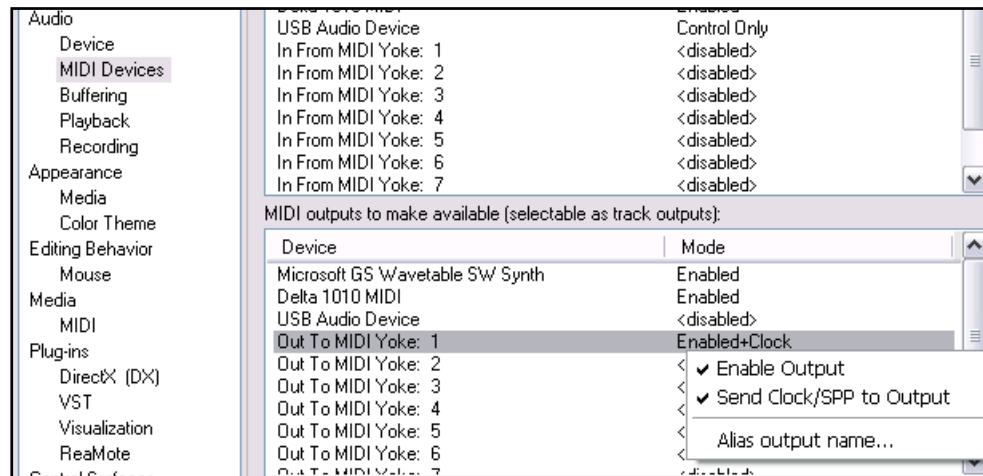 Audio
Device
MIDI Devices
Buffering
Playback
Recording
Appearance
Media
Color Theme
Editing Behavior
Mouse
Media
MIDI
Plug-ins
DirectX (DX)
VST
Visualization
ReaMote
USB Audio Device Control Only
In From MIDI Yoke: 1 <disabled>
In From MIDI Yoke: 2 <disabled>
In From MIDI Yoke: 3 <disabled>
In From MIDI Yoke: 4 <disabled>
In From MIDI Yoke: 5 <disabled>
In From MIDI Yoke: 6 <disabled>
In From MIDI Yoke: 7 <disabled>
MIDI outputs to make available (selectable as track outputs):
Device Mode
Microsoft GS Wavetable SW Synth Enabled
Delta 1010 MIDI Enabled
USB Audio Device <disabled>
Out To MIDI Yoke: 1 Enabled+Clock
Out To MIDI Yoke: 2 <
Out To MIDI Yoke: 3 <
Out To MIDI Yoke: 4 <
Out To MIDI Yoke: 5 <
Out To MIDI Yoke: 6 <
Out To MIDI Yoke: 7 <disabled>
Enable Output
Send Clock/SPP to Output
Alias output name...